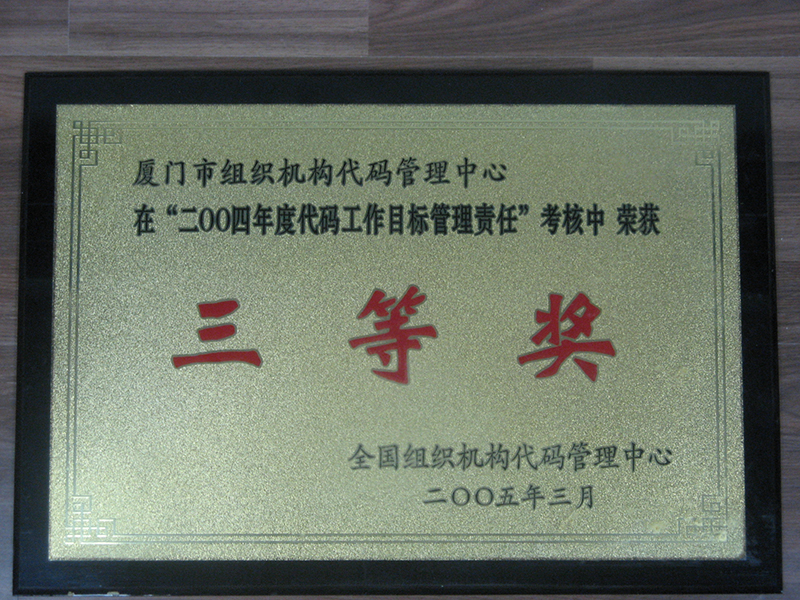 厦门市组织机构代码管理中心
在“二OO四年度代码工作目标管理责任”考核中 荣获
三等奖
全国组织机构代码管理中心
二OO五年三月